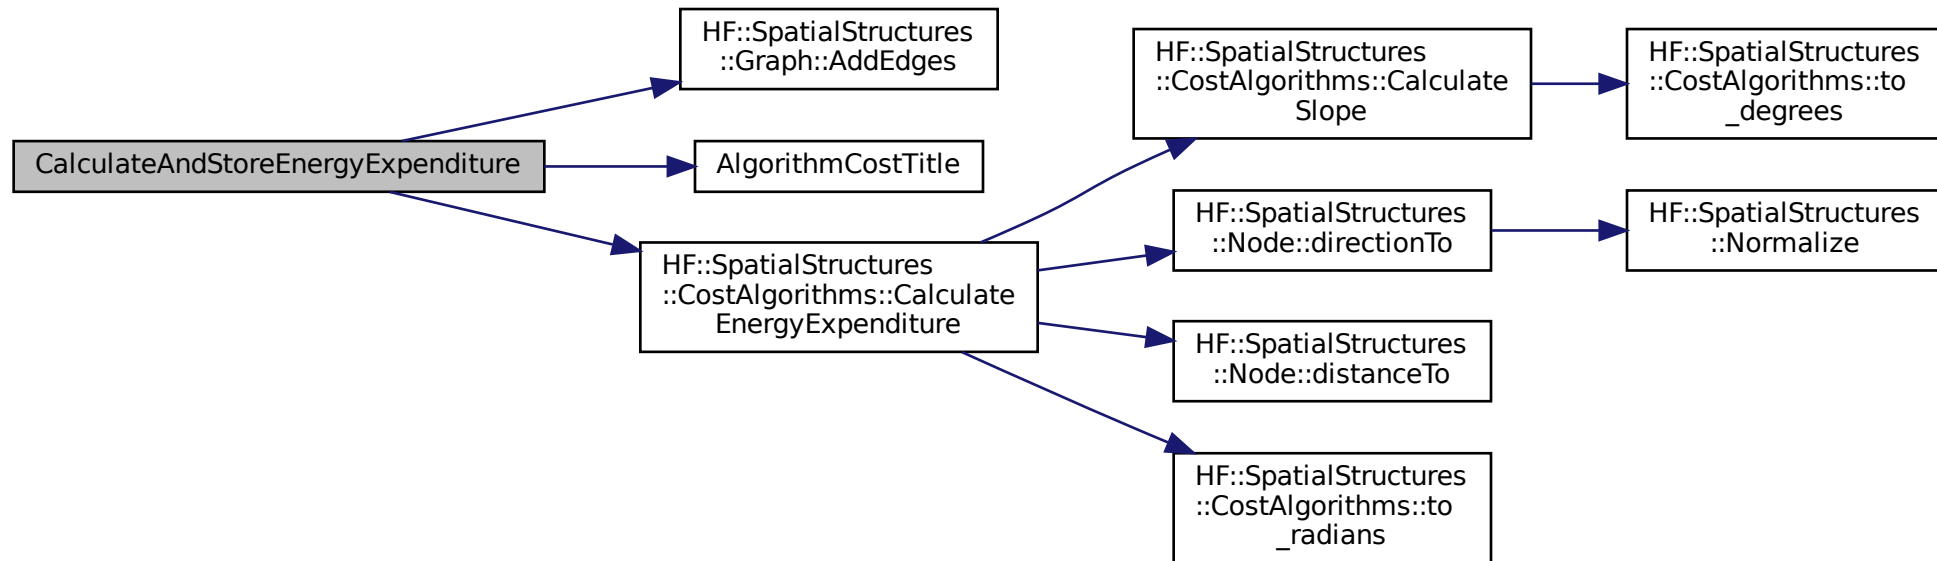 CalculateAndStoreEnergyExpenditure
HF::SpatialStructures
::Graph::AddEdges
AlgorithmCostTitle
HF::SpatialStructures
::CostAlgorithms::Calculate
EnergyExpenditure
HF::SpatialStructures
::CostAlgorithms::Calculate
Slope
HF::SpatialStructures
::Node::directionTo
HF::SpatialStructures
::Node::distanceTo
HF::SpatialStructures
::CostAlgorithms::to
_radians
HF::SpatialStructures
::CostAlgorithms::to
_degrees
HF::SpatialStructures
::Normalize